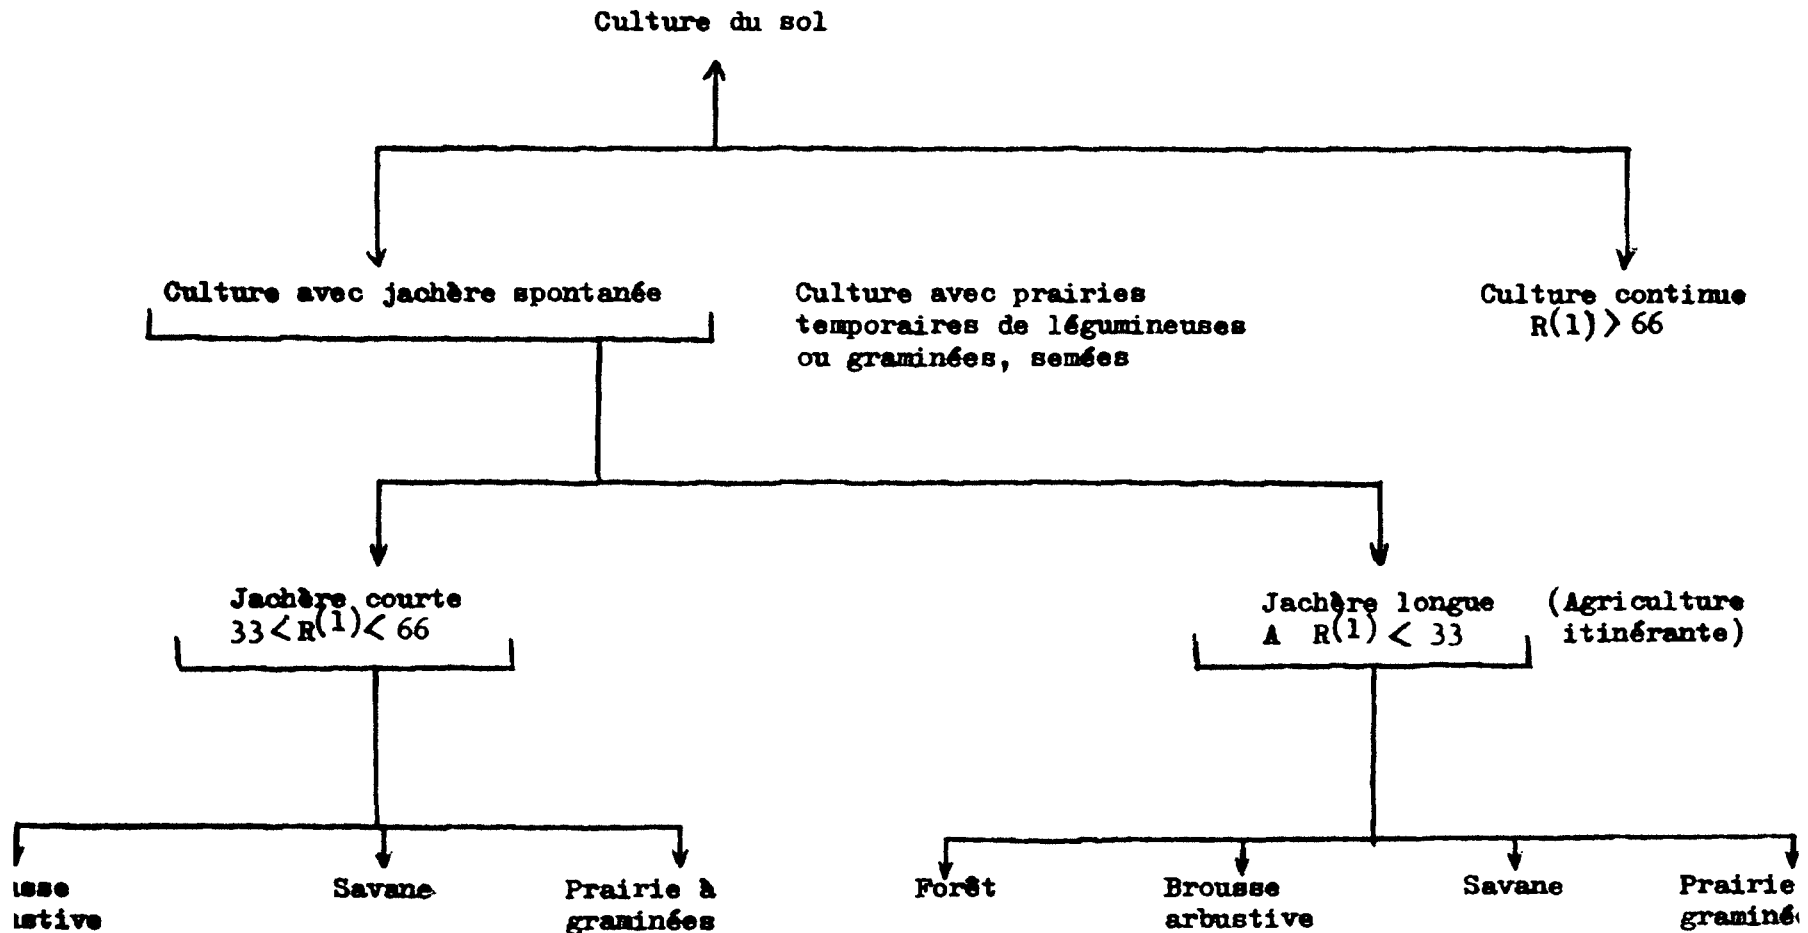 Culture du sol
Culture avec jachère spontanée
Culture avec prairies
temporaires de légumineuses
ou graminées, semées
Culture continue
R(1) > 66
Jachère courte
33 < R(1) < 66
Jachère longue
A R(1) < 33
(Agriculture
itinérante)
Savane
Prairie à
graminées
Forêt
Brousse
arbustive
Savane
Prairie